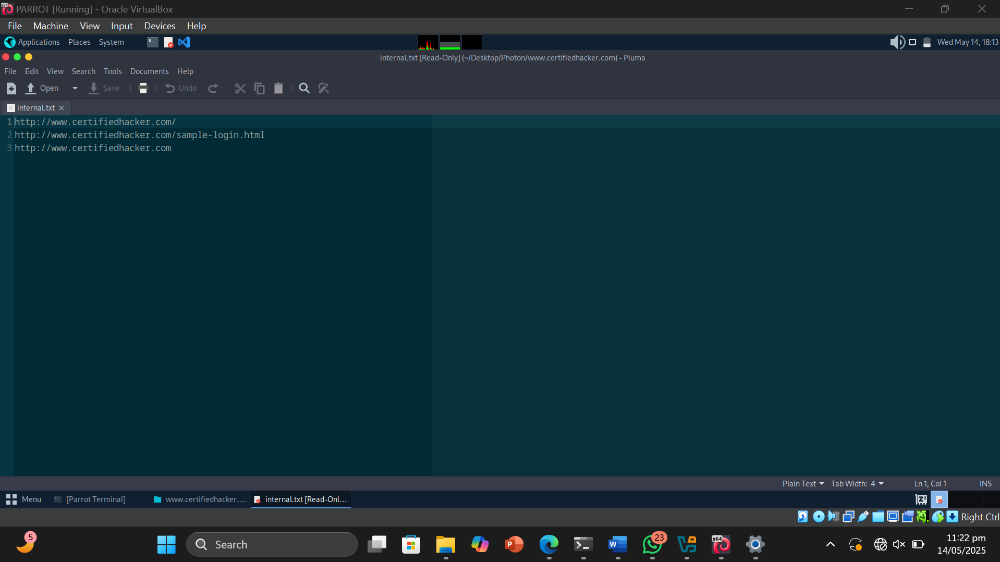 PARROT [Running] - Oracle VirtualBox
File Machine View Input Devices Help
Applications Places System
Wed May 14, 18:13
internal.txt [Read-Only] (~/Desktop/Photon/www.certifiedhacker.com) - Pluma
File Edit View Search Tools Documents Help
Open Save Undo
internal.txt
1 http://www.certifiedhacker.com/
2 http://www.certifiedhacker.com/sample-login.html
3 http://www.certifiedhacker.com
Plain Text Tab Width: 4 Ln 1, Col 1 INS
Menu [Parrot Terminal] www.certifiedhacker.... internal.txt [Read-Onl...
Right Ctrl
5
Search
23
x64
11:22 pm
14/05/2025